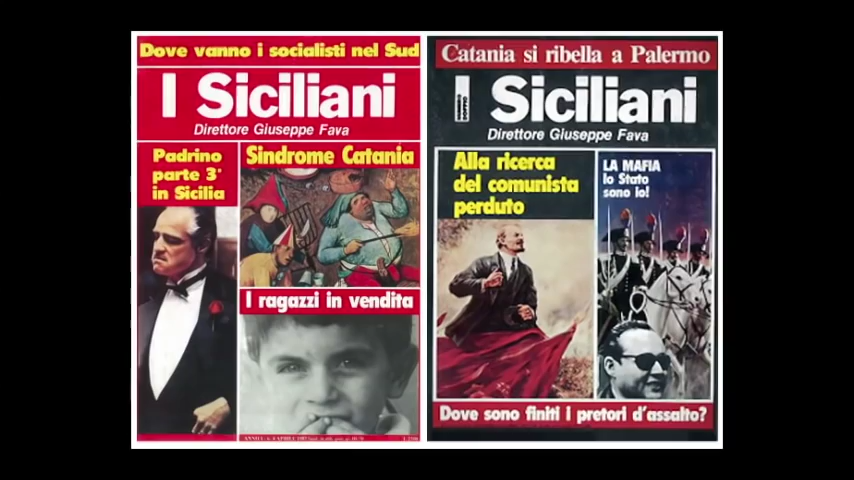 Dove vanno i socialisti nel Sud
I Siciliani
Direttore Giuseppe Fava
Padrino
parte 3ª
in Sicilia
Sindrome Catania
I ragazzi in vendita
Catania si ribella a Palermo
I Siciliani
NUMERO DOPPIO
Direttore Giuseppe Fava
Alla ricerca
del comunista
perduto
LA MAFIA
lo Stato
sono io!
Dove sono finiti i pretori d'assalto?